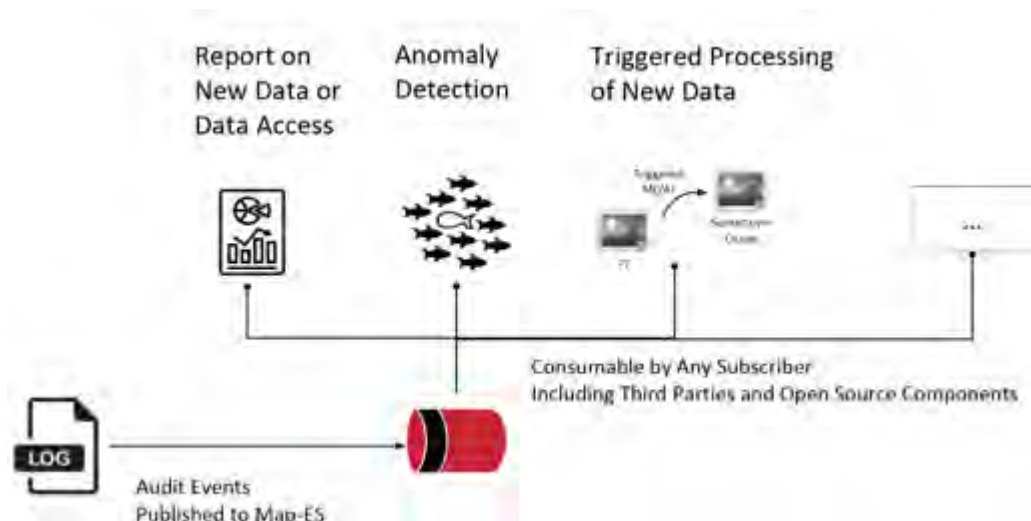 Report on
New Data or
Data Access
Anomaly
Detection
Triggered Processing
of New Data
Triggered
...
Consumable by Any Subscriber
Including Third Parties and Open Source Components
LOG
Audit Events
Published to Map-ES